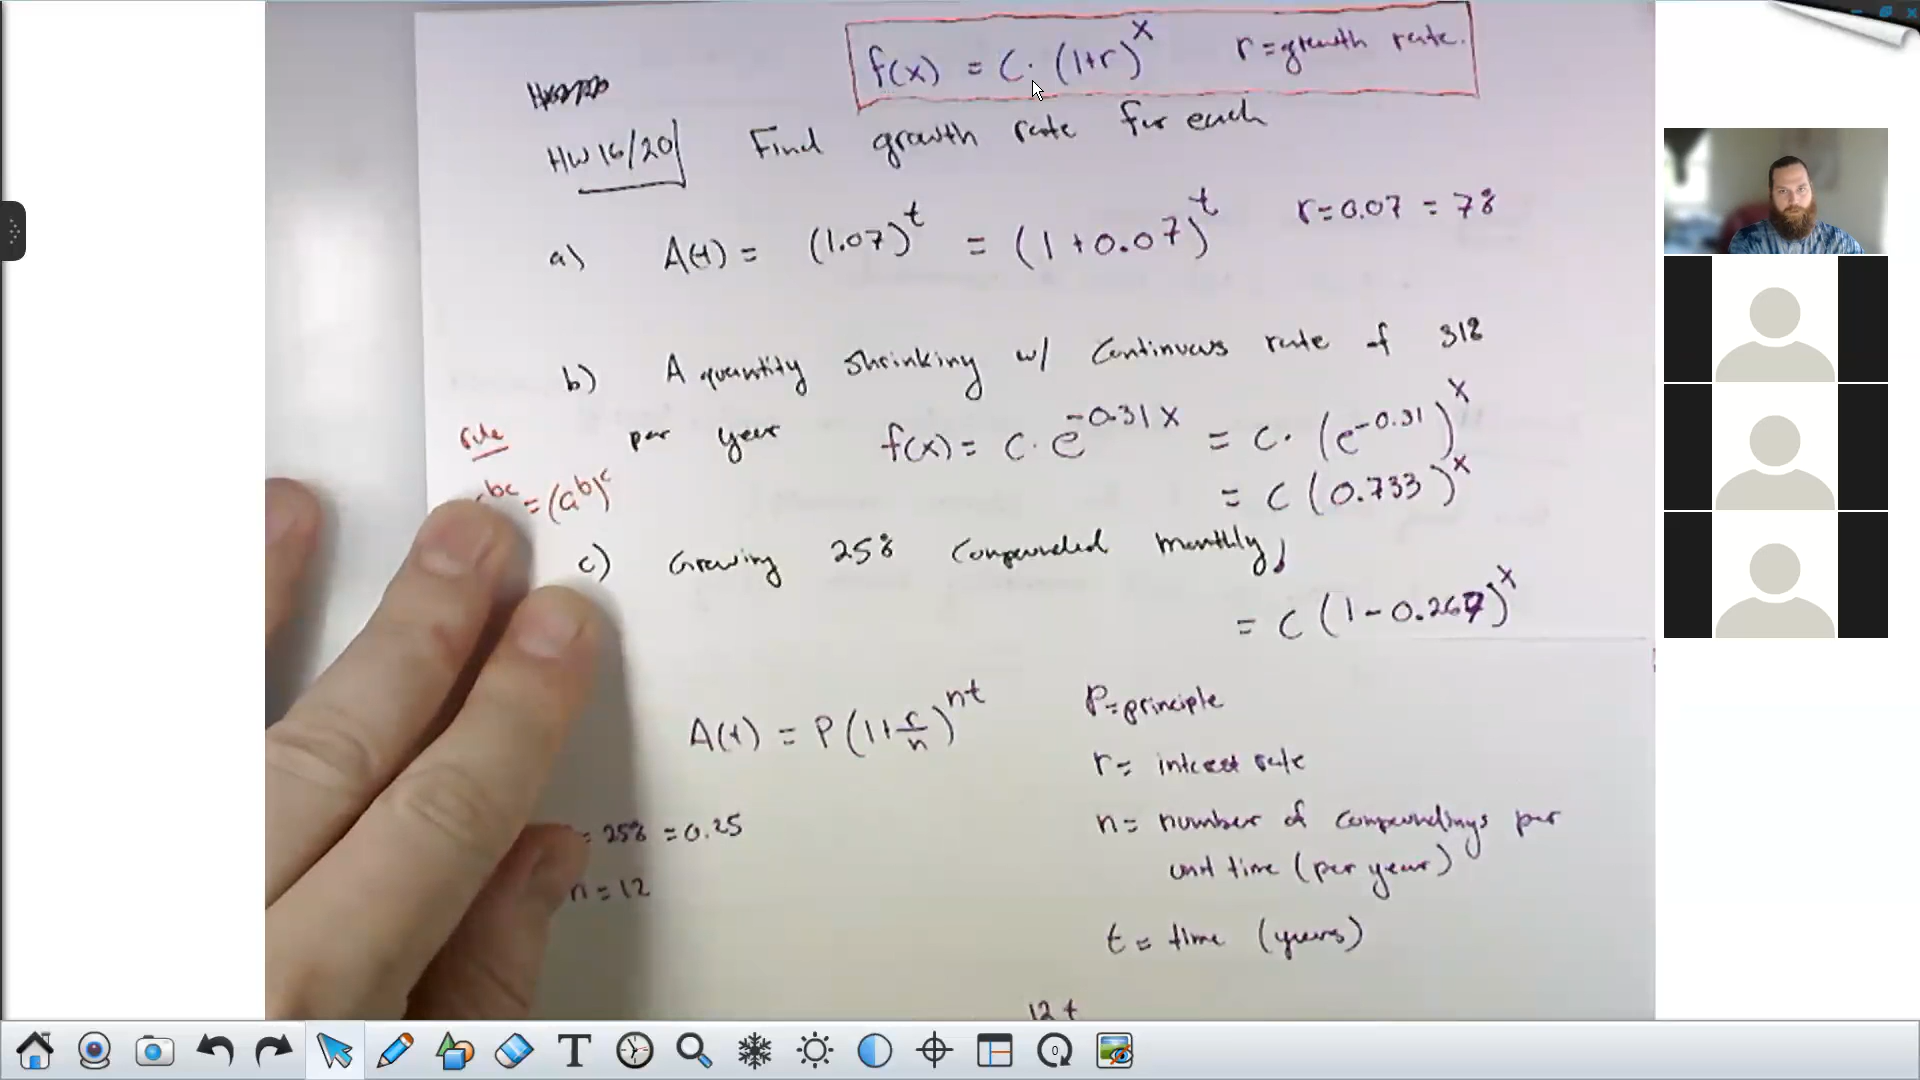 f(x) = C · (1+r)^x r=growth rate.
HW 16/20 Find growth rate for each
a) A(t) = (1.07)^t = (1+0.07)^t r=0.07 = 7%
b) A quantity shrinking w/ Continuous rate of 31%
per year f(x) = C · e^-0.31x = C · (e^-0.31)^x
rule
bc = (a^b)^c
= C (0.733)^x
c) Growing 25% Compounded monthly,
= C (1-0.267)^x
A(t) = P(1+r/n)^nt
P=principle
r= interest rate
= 25% = 0.25
n = 12
n= number of compoundings per
unit time (per year)
t= time (years)
12t
T
0